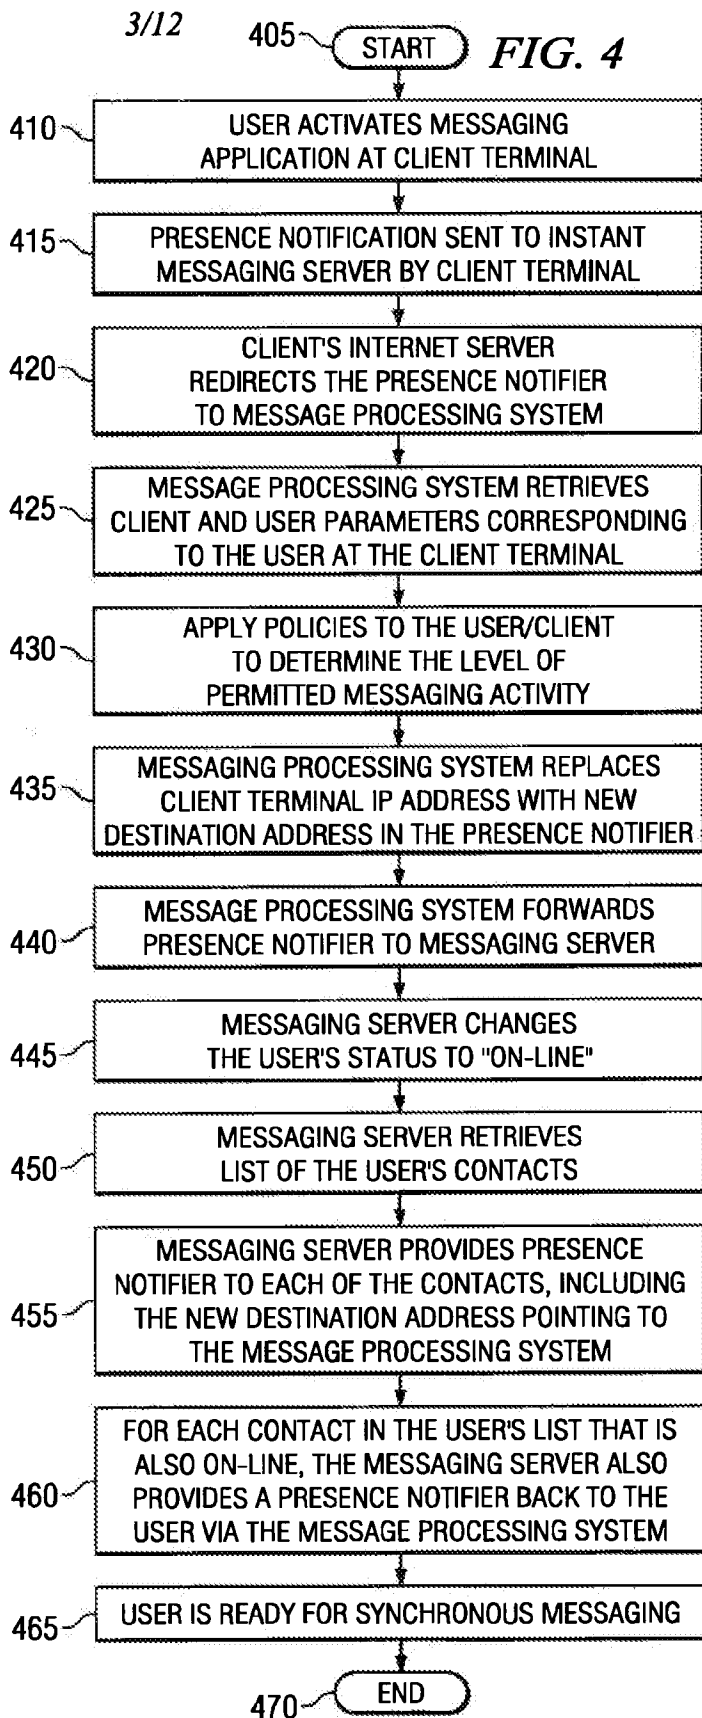 3/12
405 START FIG. 4
410 USER ACTIVATES MESSAGING
APPLICATION AT CLIENT TERMINAL
415 PRESENCE NOTIFICATION SENT TO INSTANT
MESSAGING SERVER BY CLIENT TERMINAL
420 CLIENT'S INTERNET SERVER
REDIRECTS THE PRESENCE NOTIFIER
TO MESSAGE PROCESSING SYSTEM
425 MESSAGE PROCESSING SYSTEM RETRIEVES
CLIENT AND USER PARAMETERS CORRESPONDING
TO THE USER AT THE CLIENT TERMINAL
430 APPLY POLICIES TO THE USER/CLIENT
TO DETERMINE THE LEVEL OF
PERMITTED MESSAGING ACTIVITY
435 MESSAGING PROCESSING SYSTEM REPLACES
CLIENT TERMINAL IP ADDRESS WITH NEW
DESTINATION ADDRESS IN THE PRESENCE NOTIFIER
440 MESSAGE PROCESSING SYSTEM FORWARDS
PRESENCE NOTIFIER TO MESSAGING SERVER
445 MESSAGING SERVER CHANGES
THE USER'S STATUS TO "ON-LINE"
450 MESSAGING SERVER RETRIEVES
LIST OF THE USER'S CONTACTS
455 MESSAGING SERVER PROVIDES PRESENCE
NOTIFIER TO EACH OF THE CONTACTS, INCLUDING
THE NEW DESTINATION ADDRESS POINTING TO
THE MESSAGE PROCESSING SYSTEM
460 FOR EACH CONTACT IN THE USER'S LIST THAT IS
ALSO ON-LINE, THE MESSAGING SERVER ALSO
PROVIDES A PRESENCE NOTIFIER BACK TO THE
USER VIA THE MESSAGE PROCESSING SYSTEM
465 USER IS READY FOR SYNCHRONOUS MESSAGING
470 END